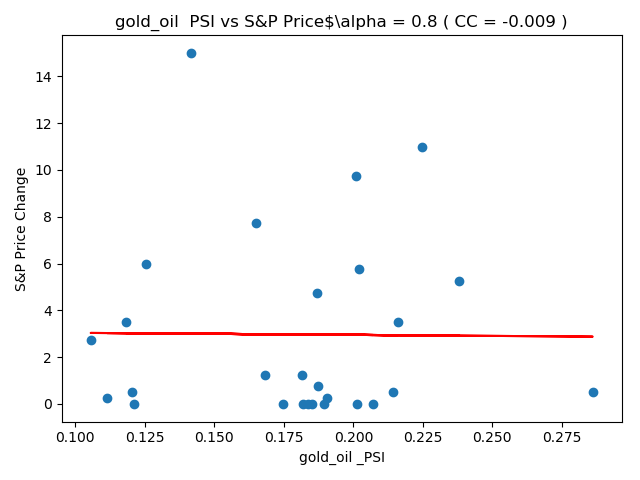 gold_oil  PSI vs S&P Price$\alpha = 0.8 ( CC = -0.009 )
14
12
10
8
6
4
2
0
S&P Price Change
0.100 0.125 0.150 0.175 0.200 0.225 0.250 0.275
gold_oil _PSI